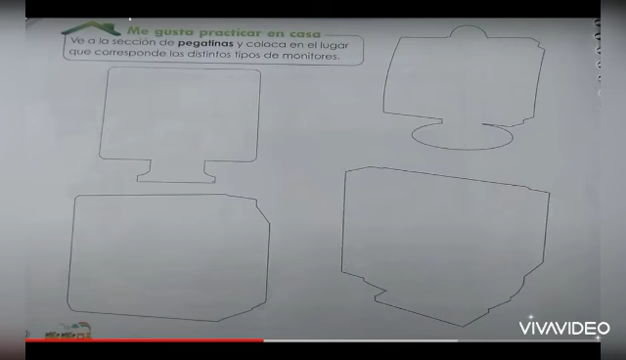 Me gusta practicar en casa
Ve a la sección de pegatinas y coloca en el lugar
que corresponde los distintos tipos de monitores.
VIVAVIDEO